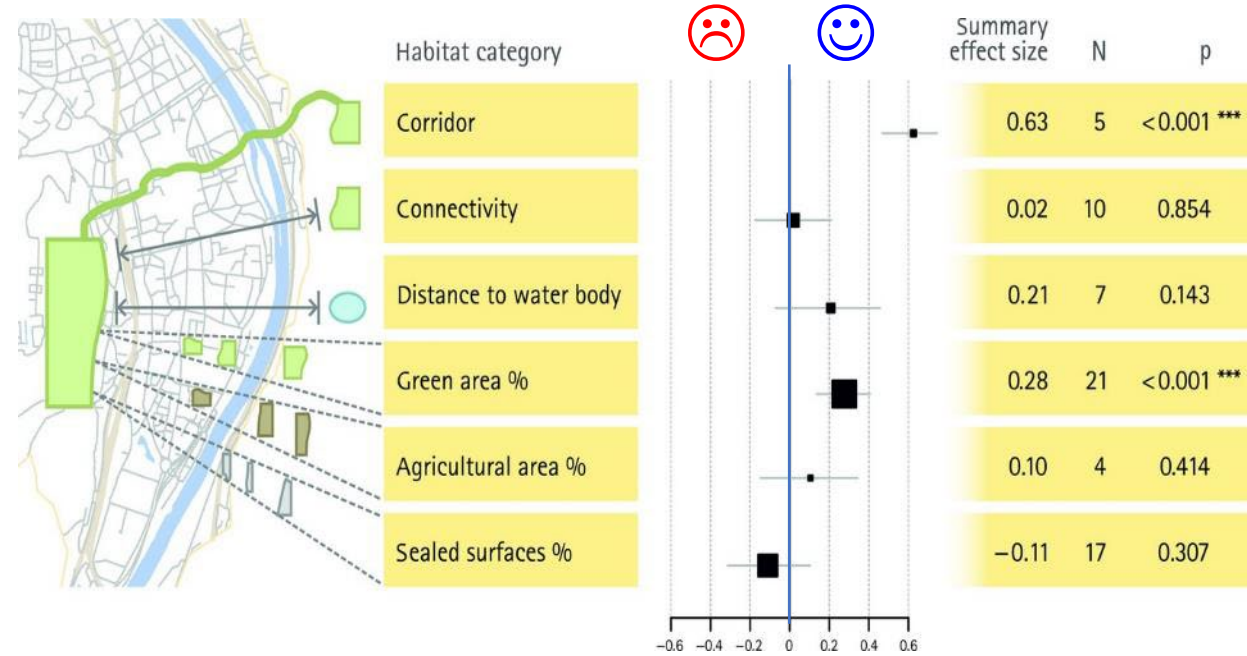 Habitat category
Summary
effect size N p
Corridor 0.63 5 <0.001 ***
Connectivity 0.02 10 0.854
Distance to water body 0.21 7 0.143
Green area % 0.28 21 <0.001 ***
Agricultural area % 0.10 4 0.414
Sealed surfaces % −0.11 17 0.307
−0.6 −0.4 −0.2 0 0.2 0.4 0.6